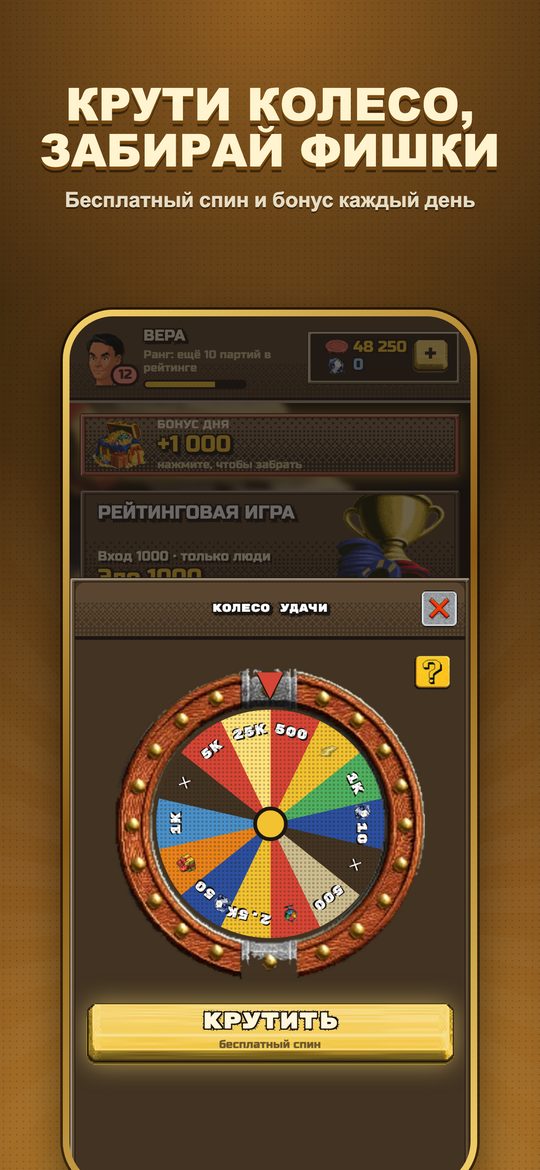 КРУТИ КОЛЕСО,
ЗАБИРАЙ ФИШКИ
Бесплатный спин и бонус каждый день
ВЕРА
Ранг: ещё 10 партий в
рейтинге
12
48 250
0
+
БОНУС ДНЯ
+1 000
нажмите, чтобы забрать
РЕЙТИНГОВАЯ ИГРА
Вход 1000 · только люди
КОЛЕСО УДАЧИ
?
5K
25K
500
1K
10
500
2.5K
50
1K
КРУТИТЬ
бесплатный спин